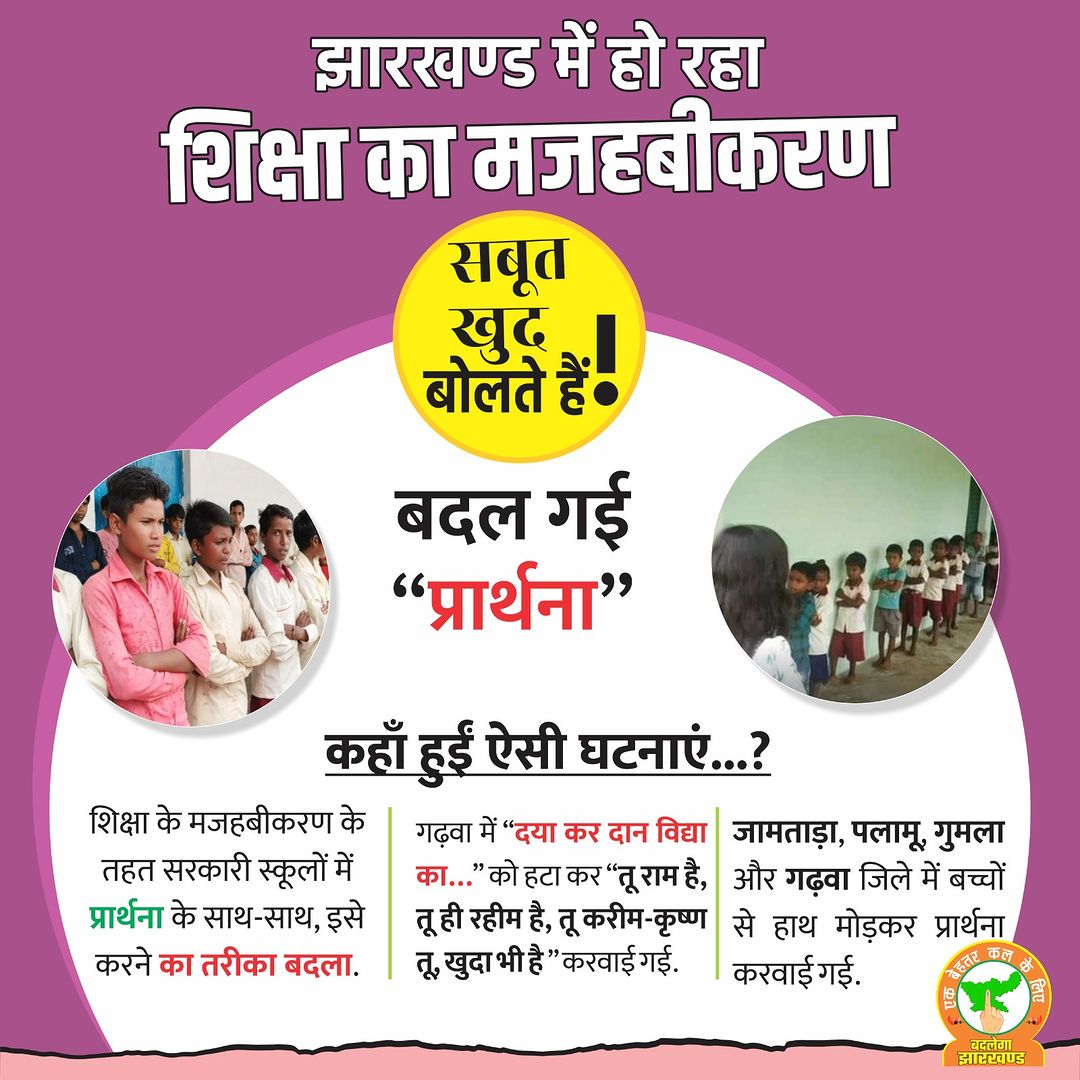 झारखण्ड में हो रहा
शिक्षा का मजहबीकरण
सबूत
खुद
बोलते हैं!
बदल गई
“प्रार्थना”
कहाँ हुईं ऐसी घटनाएं...?
शिक्षा के मजहबीकरण के
तहत सरकारी स्कूलों में
प्रार्थना के साथ-साथ, इसे
करने का तरीका बदला.
गढ़वा में “दया कर दान विद्या
का...” को हटा कर “तू राम है,
तू ही रहीम है, तू करीम-कृष्ण
तू, खुदा भी है” करवाई गई.
जामताड़ा, पलामू, गुमला
और गढ़वा जिले में बच्चों
से हाथ मोड़कर प्रार्थना
करवाई गई.
एक बेहतर कल के लिए
बदलेगा
झारखण्ड